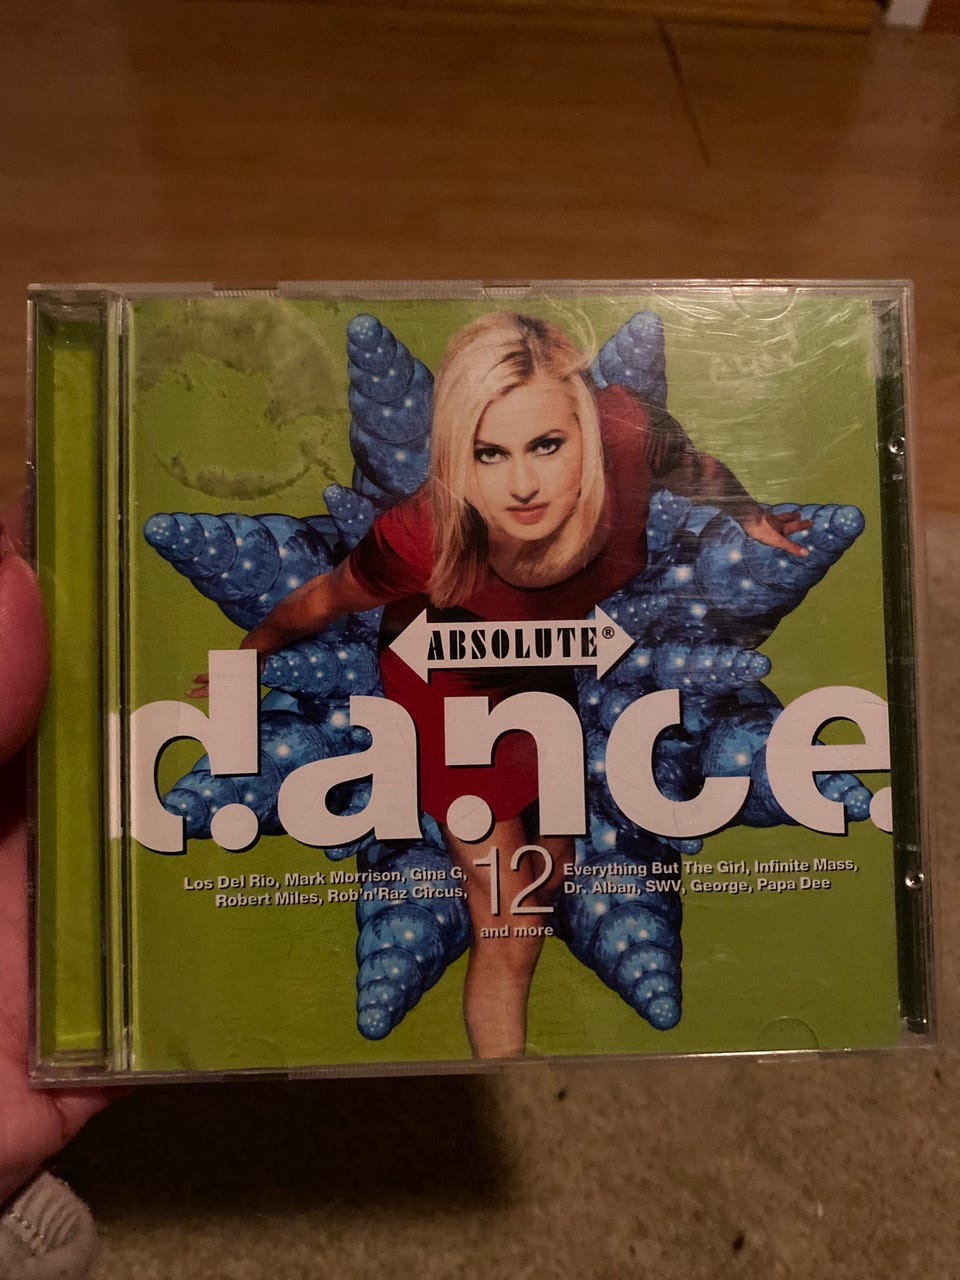 ABSOLUTE®
dance
12
Los Del Rio, Mark Morrison, Gina G,
Robert Miles, Rob'n'Raz Circus,
Everything But The Girl, Infinite Mass,
Dr. Alban, SWV, George, Papa Dee
and more